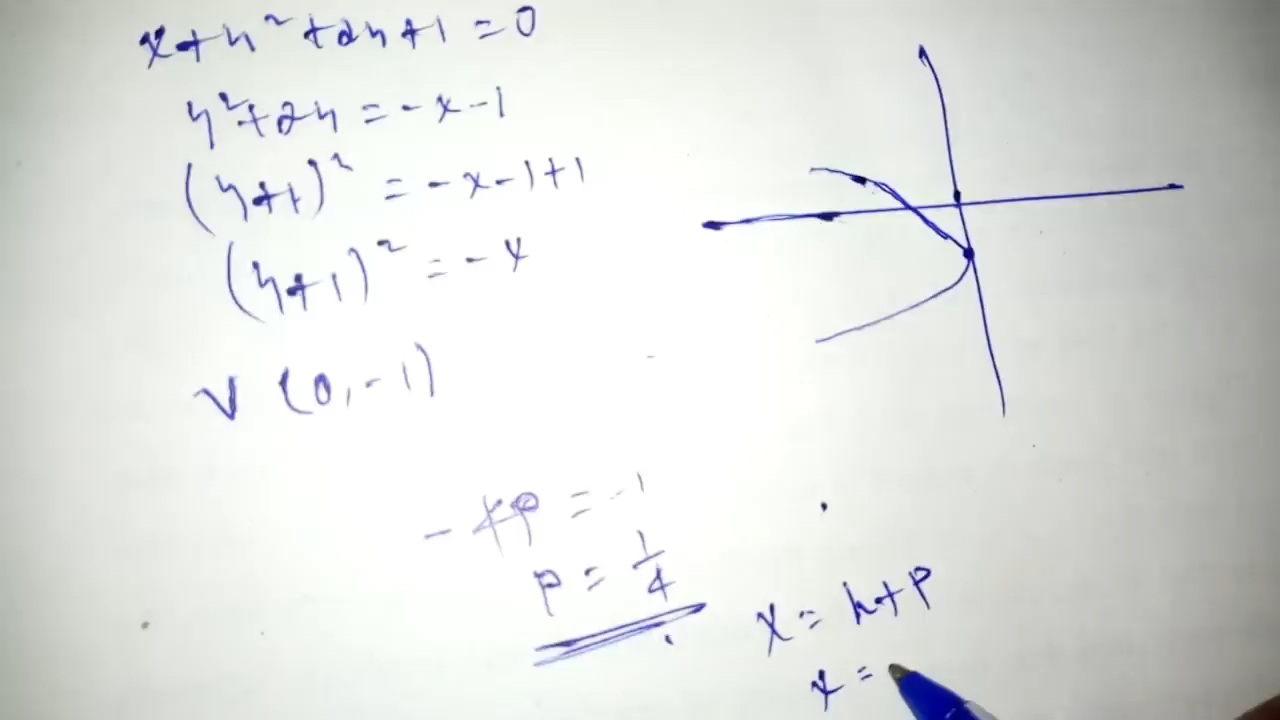 x+y²+2y+1=0
y²+2y=-x-1
(y+1)²=-x-1+1
(y+1)²=-x
V (0,-1)
-4p=-1
p=1/4
x=h+p
x=